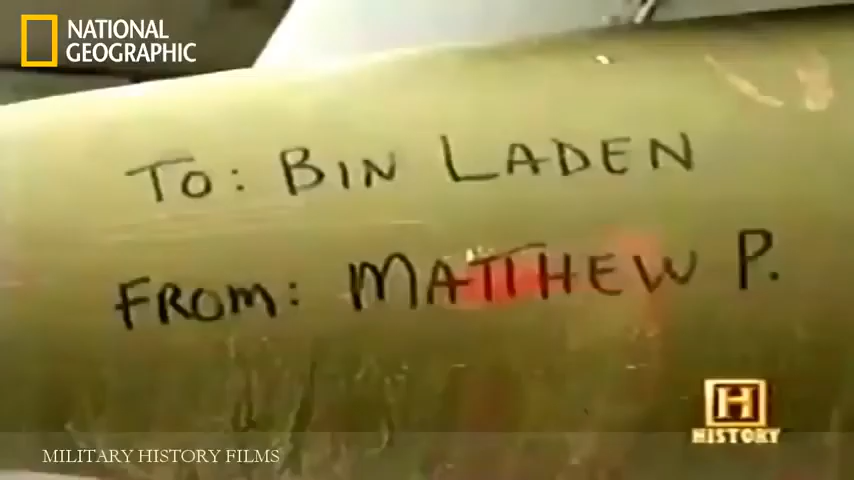 NATIONAL
GEOGRAPHIC
TO: BIN LADEN
FROM: MATTHEW P.
H
HISTORY
MILITARY HISTORY FILMS